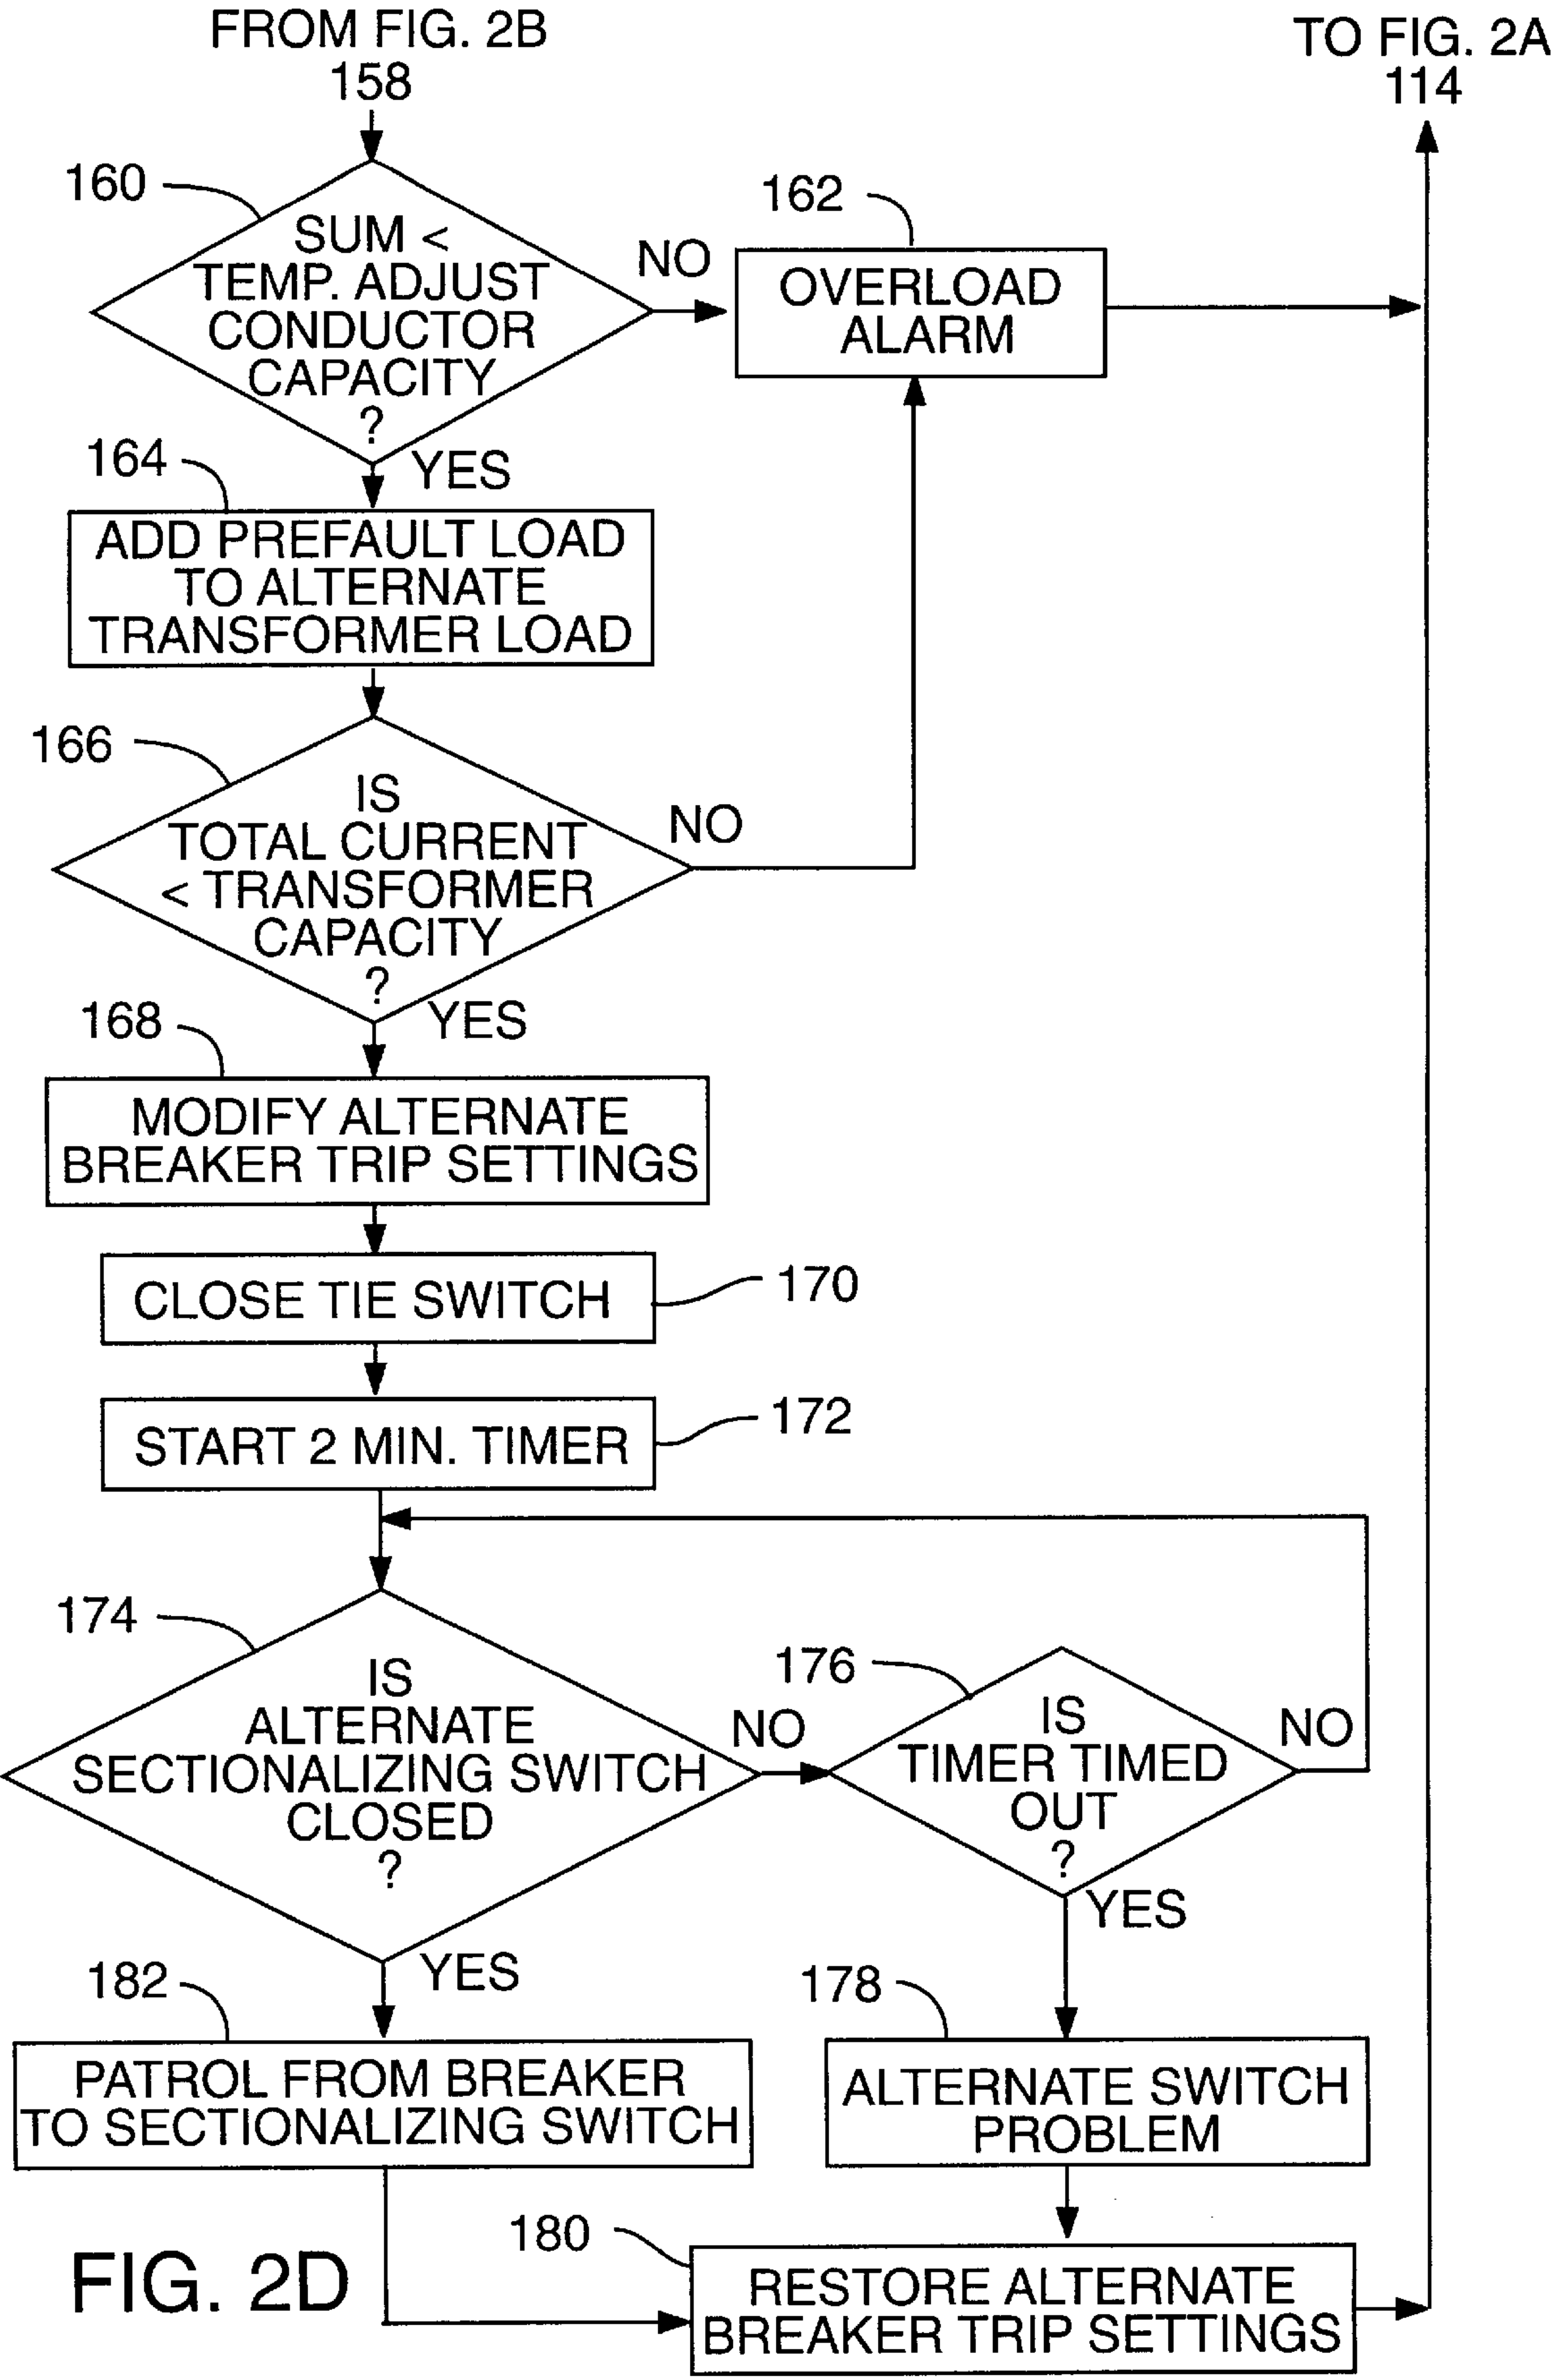 FROM FIG. 2B
158
TO FIG. 2A
114
160
SUM <
TEMP. ADJUST
CONDUCTOR
CAPACITY
?
NO
162
OVERLOAD
ALARM
YES
164
ADD PREFAULT LOAD
TO ALTERNATE
TRANSFORMER LOAD
166
IS
TOTAL CURRENT
< TRANSFORMER
CAPACITY
?
NO
YES
168
MODIFY ALTERNATE
BREAKER TRIP SETTINGS
CLOSE TIE SWITCH
170
START 2 MIN. TIMER
172
174
IS
ALTERNATE
SECTIONALIZING SWITCH
CLOSED
?
NO
176
IS
TIMER TIMED
OUT
?
NO
YES
YES
182
PATROL FROM BREAKER
TO SECTIONALIZING SWITCH
178
ALTERNATE SWITCH
PROBLEM
180
RESTORE ALTERNATE
BREAKER TRIP SETTINGS
FIG. 2D